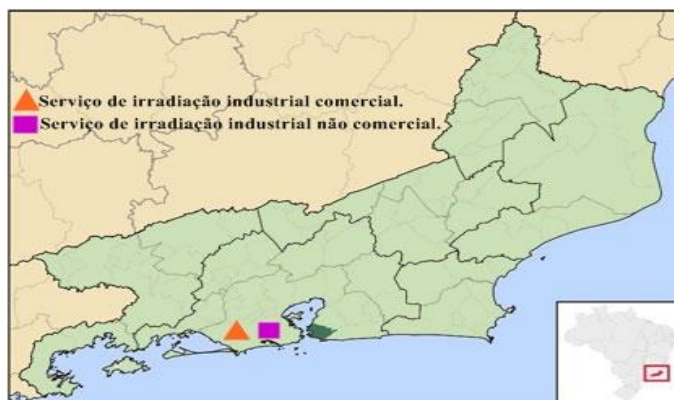 Serviço de irradiação industrial comercial.
Serviço de irradiação industrial não comercial.